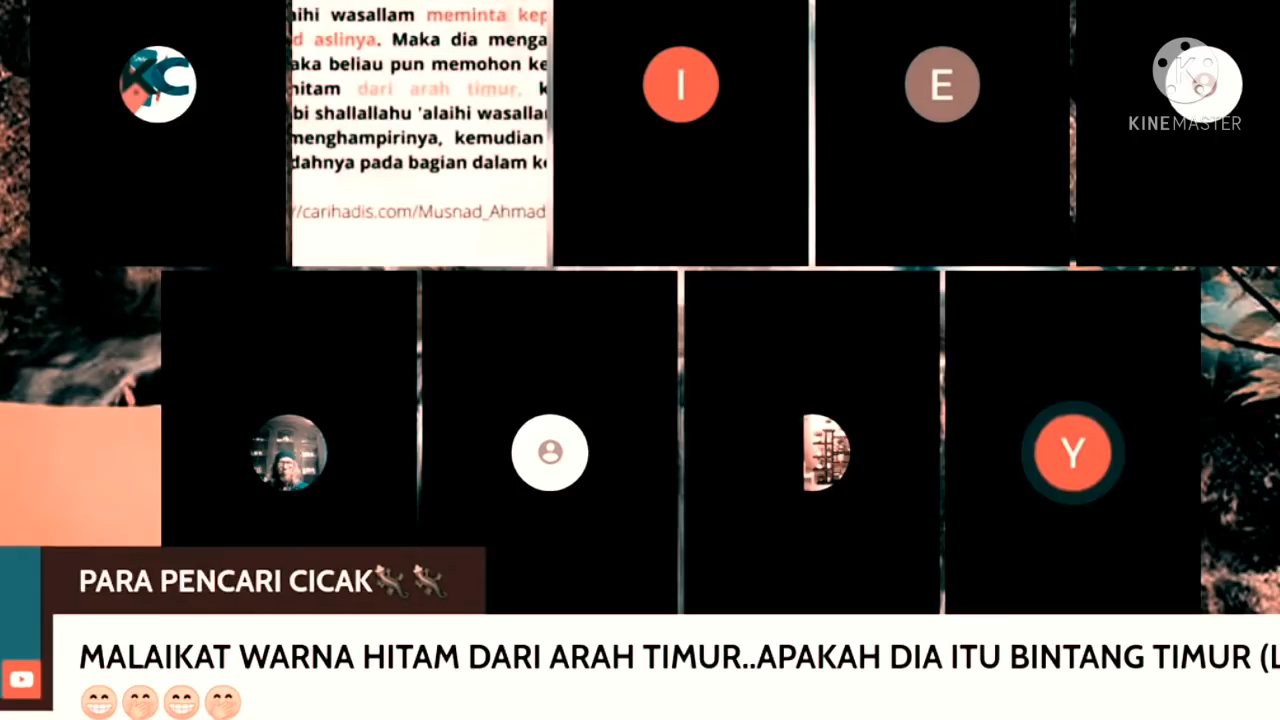 aihi wasallam meminta kep
d aslinya. Maka dia menga
aka beliau pun memohon ke
hitam dari arah timur, k
bi shallallahu 'alaihi wasallar
menghampirinya, kemudian
dahnya pada bagian dalam ke
//carihadis.com/Musnad_Ahmad
KC
I
E
K
KINEMASTER
Y
PARA PENCARI CICAK🦎🦎
MALAIKAT WARNA HITAM DARI ARAH TIMUR..APAKAH DIA ITU BINTANG TIMUR (L
😁🤭😁🤭